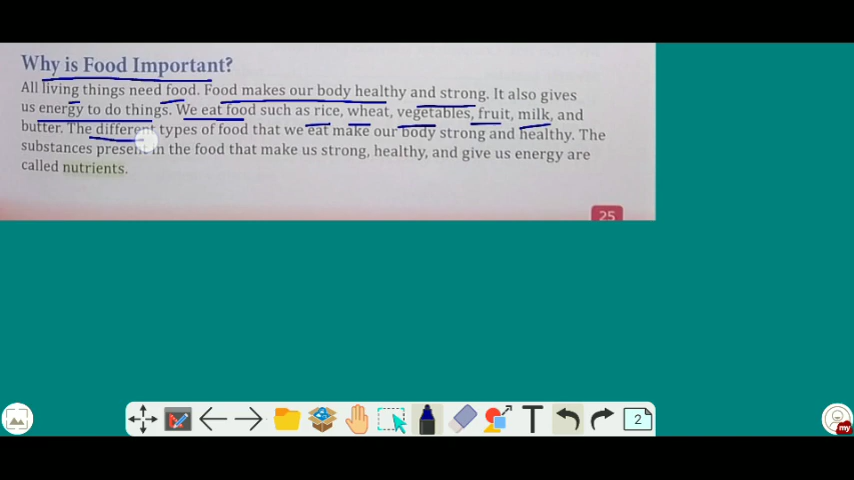 Why is Food Important?
All living things need food. Food makes our body healthy and strong. It also gives
us energy to do things. We eat food such as rice, wheat, vegetables, fruit, milk, and
butter. The different types of food that we eat make our body strong and healthy. The
substances present in the food that make us strong, healthy, and give us energy are
called nutrients.
25
T
2
my